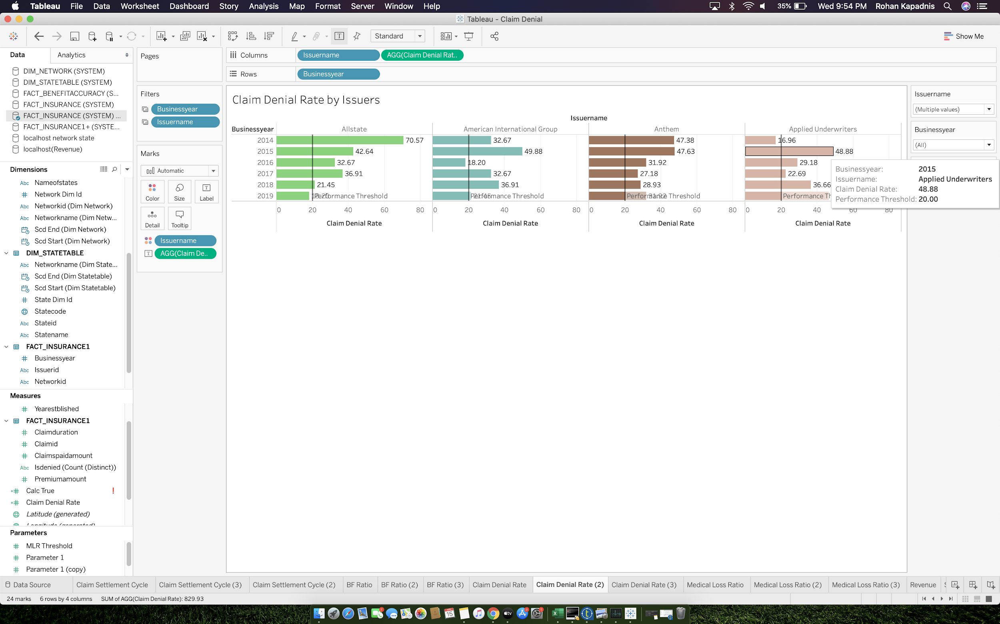 Tableau File Data Worksheet Dashboard Story Analysis Map Format Server Window Help 35% Wed 9:54 PM Rohan Kapadnis
Tableau - Claim Denial
Standard
Show Me
Data Analytics
DIM_NETWORK (SYSTEM)
DIM_STATETABLE (SYSTEM)
FACT_BENEFITACCURACY (S...
FACT_INSURANCE (SYSTEM)
FACT_INSURANCE (SYSTEM) ...
FACT_INSURANCE1+ (SYSTE...
localhost network state
localhost(Revenue)
Dimensions
Abc Nameofstates
Network Dim Id
Abc Networkid (Dim Network)
Abc Networkname (Dim Netw...
Scd End (Dim Network)
Scd Start (Dim Network)
DIM_STATETABLE
Abc Networkname (Dim State...
Scd End (Dim Statetable)
Scd Start (Dim Statetable)
State Dim Id
Statecode
Abc Stateid
Abc Statename
FACT_INSURANCE1
Businessyear
Abc Issuerid
Abc Networkid
Measures
Yearestblished
FACT_INSURANCE1
Claimduration
Claimid
Claimspaidamount
Abc Isdenied (Count (Distinct))
Premiumamount
Calc True !
Claim Denial Rate
Latitude (generated)
Longitude (generated)
Parameters
MLR Threshold
Parameter 1
Parameter 1 (copy)
Pages
Filters
Businessyear
Issuername
Marks
Automatic
Color Size Label
Detail Tooltip
Issuername
AGG(Claim De..
Columns Issuername AGG(Claim Denial Rat..
Rows Businessyear
Claim Denial Rate by Issuers
Issuername
Businessyear Allstate American International Group Anthem Applied Underwriters
2014 70.57 32.67 47.38 16.96
2015 42.64 49.88 47.63 48.88
2016 32.67 18.20 31.92 29.18
2017 36.91 32.67 27.18 22.69
2018 21.45 36.91 28.93 36.66
2019 Performance Threshold 21.45 Performance Threshold 31.92 Performance Threshold Performance Th
0 20 40 60 80 0 20 40 60 80 0 20 40 60 80 0 20 40 60 80
Claim Denial Rate Claim Denial Rate Claim Denial Rate Claim Denial Rate
Businessyear: 2015
Issuername: Applied Underwriters
Claim Denial Rate: 48.88
Performance Threshold: 20.00
Issuername
(Multiple values)
Businessyear
(All)
Data Source Claim Settlement Cycle Claim Settlement Cycle (3) Claim Settlement Cycle (2) BF Ratio BF Ratio (2) BF Ratio (3) Claim Denial Rate Claim Denial Rate (2) Claim Denial Rate (3) Medical Loss Ratio Medical Loss Ratio (2) Medical Loss Ratio (3) Revenue
24 marks 6 rows by 4 columns SUM of AGG(Claim Denial Rate): 829.93